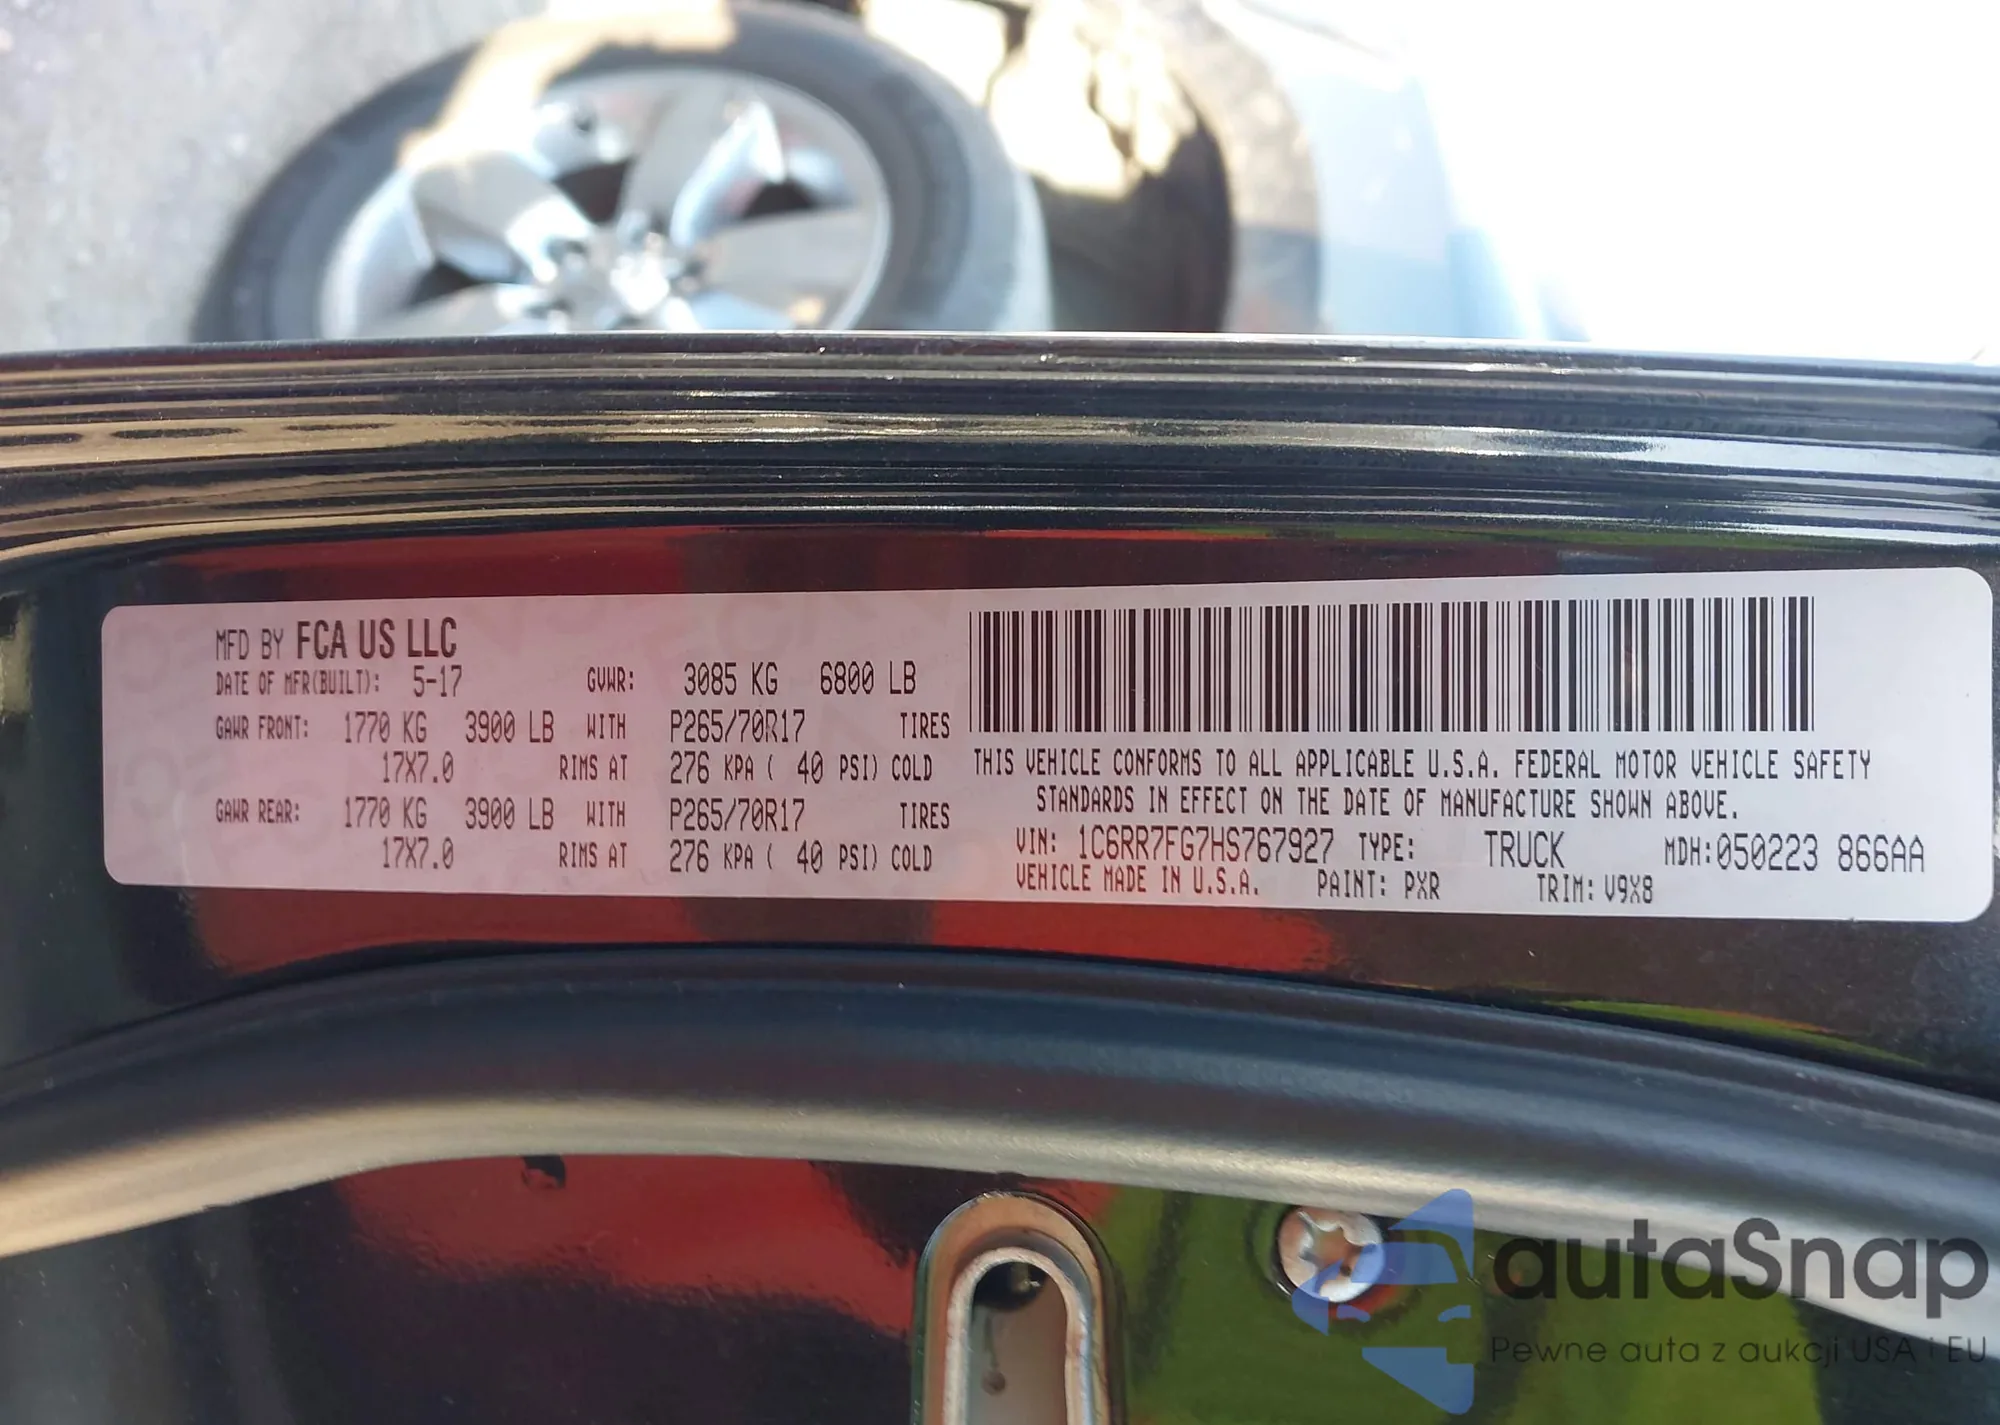 MFD BY FCA US LLC
DATE OF MFR(BUILT): 5-17 GVWR: 3085 KG 6800 LB
GAWR FRONT: 1770 KG 3900 LB WITH P265/70R17 TIRES
17X7.0 RIMS AT 276 KPA ( 40 PSI) COLD
GAWR REAR: 1770 KG 3900 LB WITH P265/70R17 TIRES
17X7.0 RIMS AT 276 KPA ( 40 PSI) COLD
THIS VEHICLE CONFORMS TO ALL APPLICABLE U.S.A. FEDERAL MOTOR VEHICLE SAFETY
STANDARDS IN EFFECT ON THE DATE OF MANUFACTURE SHOWN ABOVE.
VIN: 1C6RR7FG7HS767927 TYPE: TRUCK MDH:050223 866AA
VEHICLE MADE IN U.S.A. PAINT: PXR TRIM: V9X8
autaSnap
Pewne auta z aukcji USA i EU